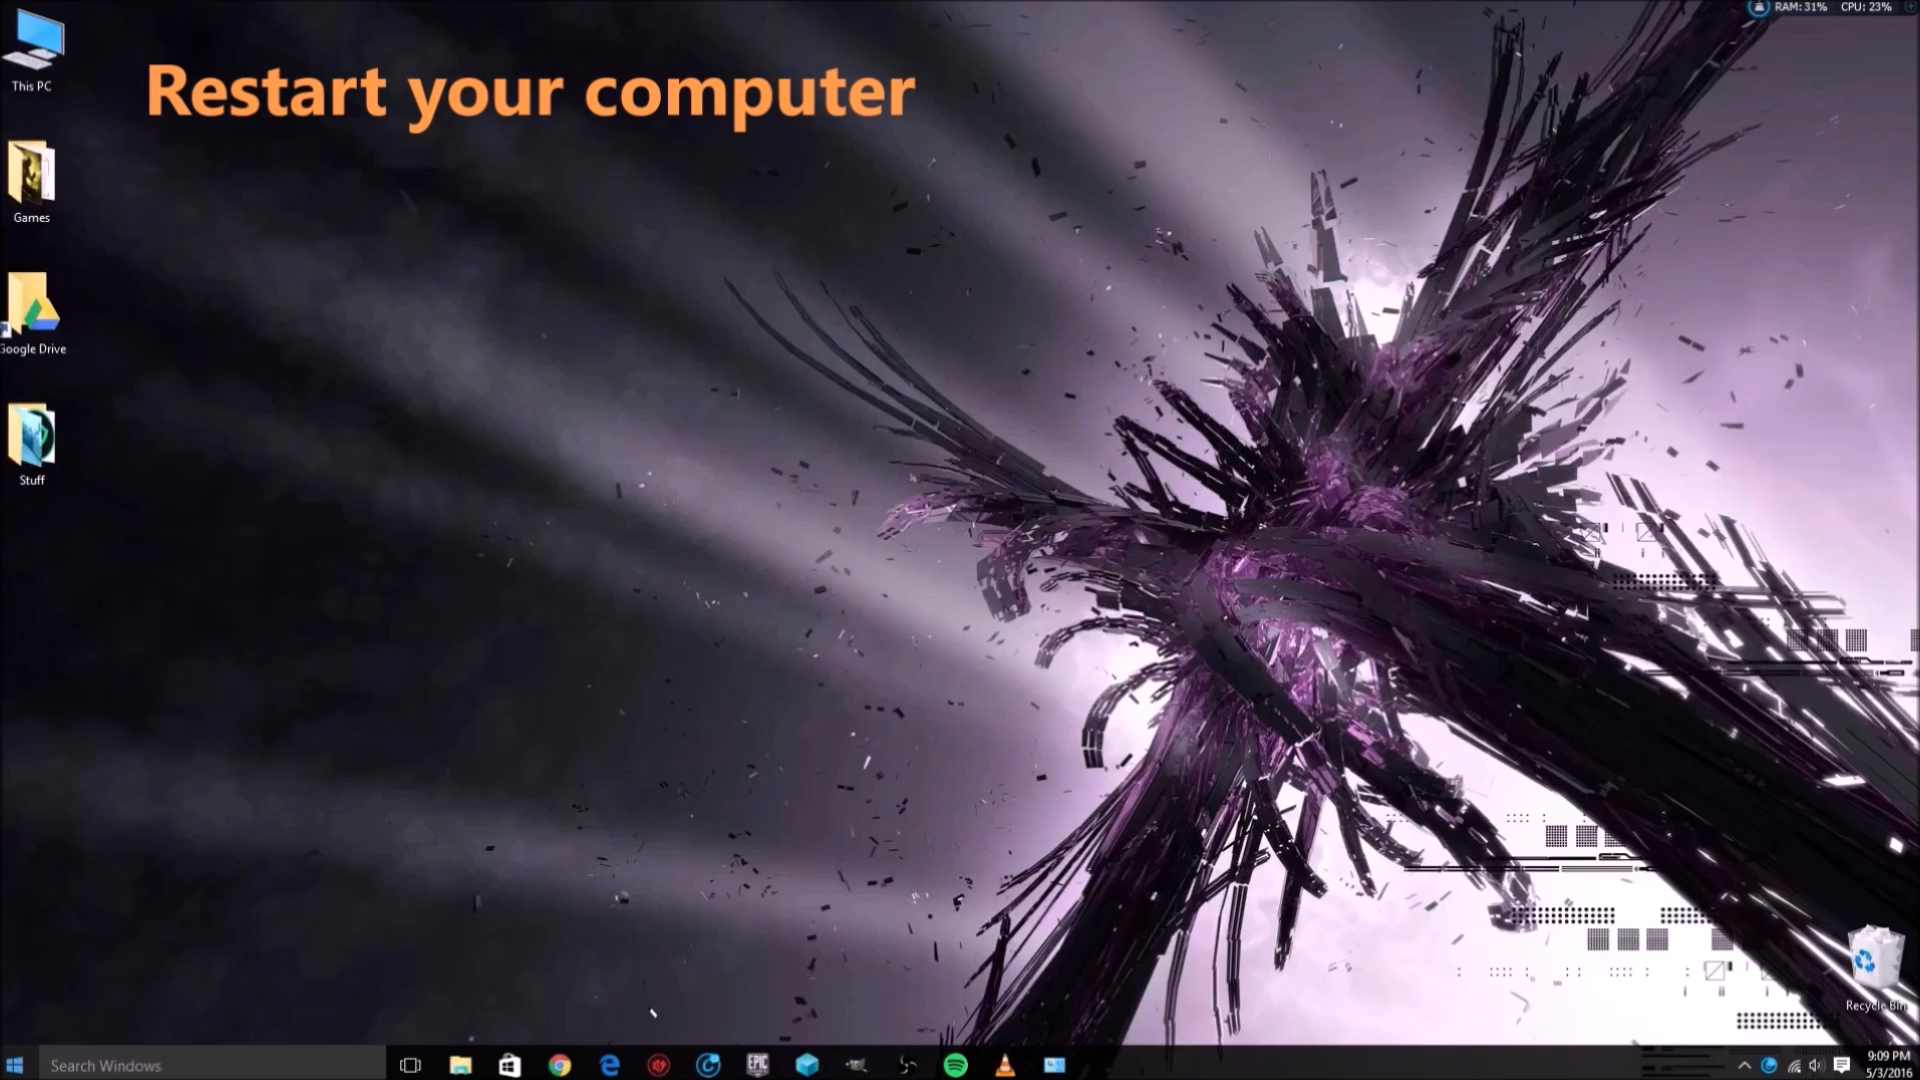 RAM: 31% CPU: 23%
This PC
Restart your computer
Games
Google Drive
Stuff
Recycle Bin
Search Windows
EPIC
9:09 PM
5/3/2016